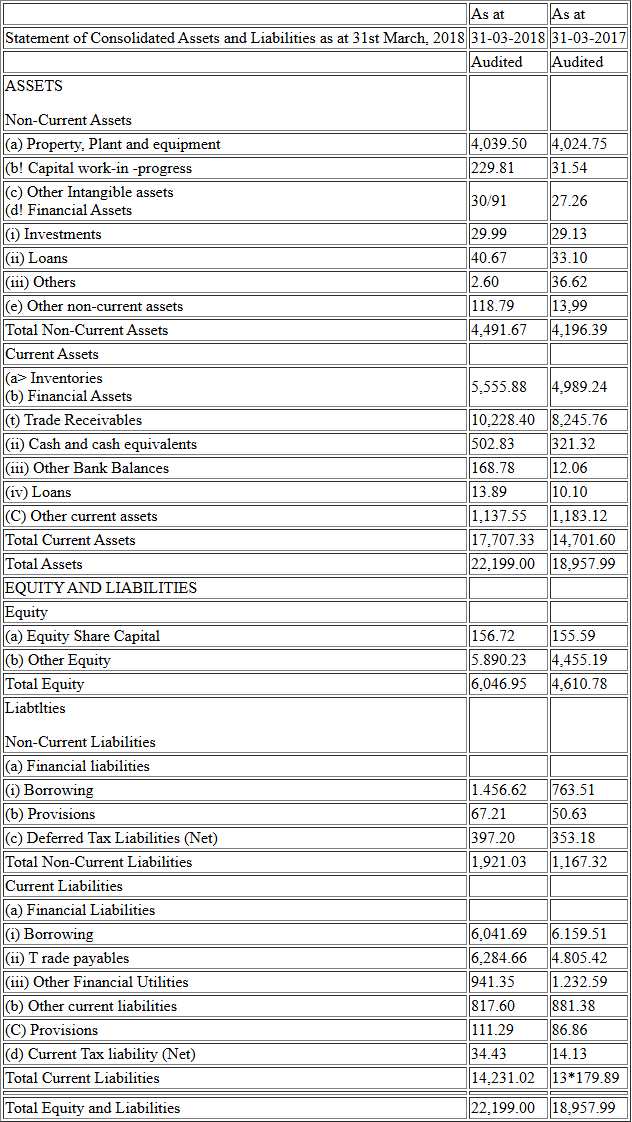 As at As at
Statement of Consolidated Assets and Liabilities as at 31st March, 2018 31-03-2018 31-03-2017
Audited Audited
ASSETS
Non-Current Assets
(a) Property, Plant and equipment 4,039.50 4,024.75
(b! Capital work-in -progress 229.81 31.54
(c) Other Intangible assets
(d! Financial Assets 30/91 27.26
(i) Investments 29.99 29.13
(ii) Loans 40.67 33.10
(iii) Others 2.60 36.62
(e) Other non-current assets 118.79 13,99
Total Non-Current Assets 4,491.67 4,196.39
Current Assets
(a> Inventories
(b) Financial Assets 5,555.88 4,989.24
(t) Trade Receivables 10,228.40 8,245.76
(ii) Cash and cash equivalents 502.83 321.32
(iii) Other Bank Balances 168.78 12.06
(iv) Loans 13.89 10.10
(C) Other current assets 1,137.55 1,183.12
Total Current Assets 17,707.33 14,701.60
Total Assets 22,199.00 18,957.99
EQUITY AND LIABILITIES
Equity
(a) Equity Share Capital 156.72 155.59
(b) Other Equity 5.890.23 4,455.19
Total Equity 6,046.95 4,610.78
Liabtlties
Non-Current Liabilities
(a) Financial liabilities
(i) Borrowing 1.456.62 763.51
(b) Provisions 67.21 50.63
(c) Deferred Tax Liabilities (Net) 397.20 353.18
Total Non-Current Liabilities 1,921.03 1,167.32
Current Liabilities
(a) Financial Liabilities
(i) Borrowing 6,041.69 6.159.51
(ii) T rade payables 6,284.66 4.805.42
(iii) Other Financial Utilities 941.35 1.232.59
(b) Other current liabilities 817.60 881.38
(C) Provisions 111.29 86.86
(d) Current Tax liability (Net) 34.43 14.13
Total Current Liabilities 14,231.02 13*179.89
Total Equity and Liabilities 22,199.00 18,957.99